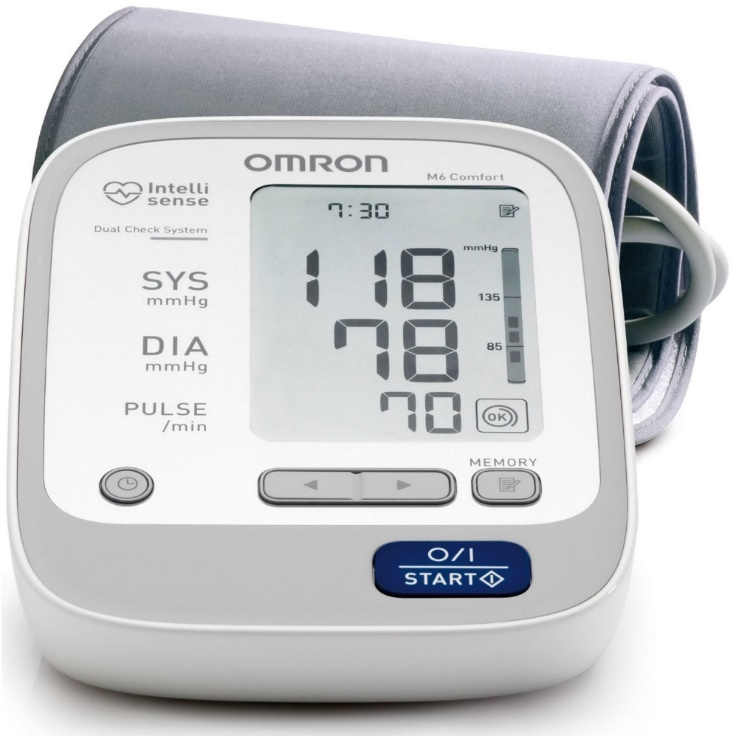 OMRON
M6 Comfort
Intelli
sense
Dual Check System
7:30
mmHg
SYS
mmHg
118
135
DIA
mmHg
78
85
PULSE
/min
70
OK
MEMORY
O/I
START